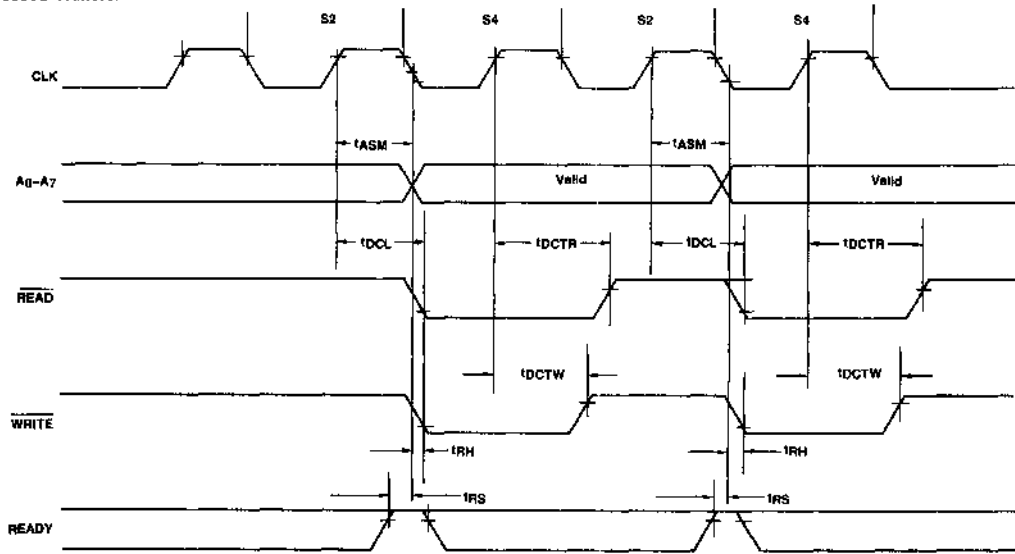 S2 S4 S2 S4
CLK
tASM tASM
A0-A7 Valid Valid
tDCL tDCTR tDCL tDCTR
READ
tDCTW tDCTW
WRITE
tRH tRH
tRS tRS
READY